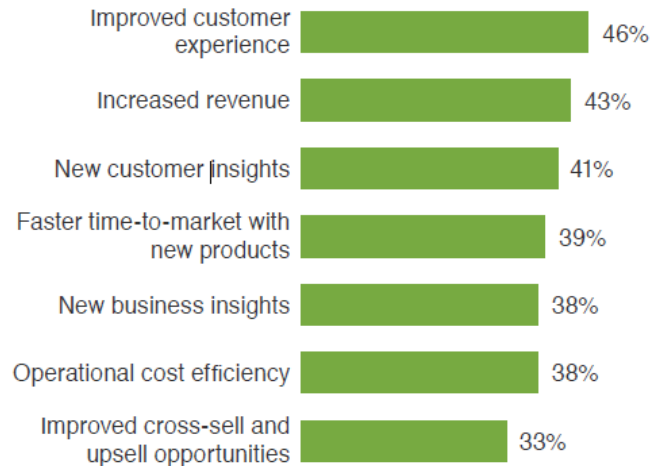 Improved customer
experience
46%
Increased revenue
43%
New customer insights
41%
Faster time-to-market with
new products
39%
New business insights
38%
Operational cost efficiency
38%
Improved cross-sell and
upsell opportunities
33%